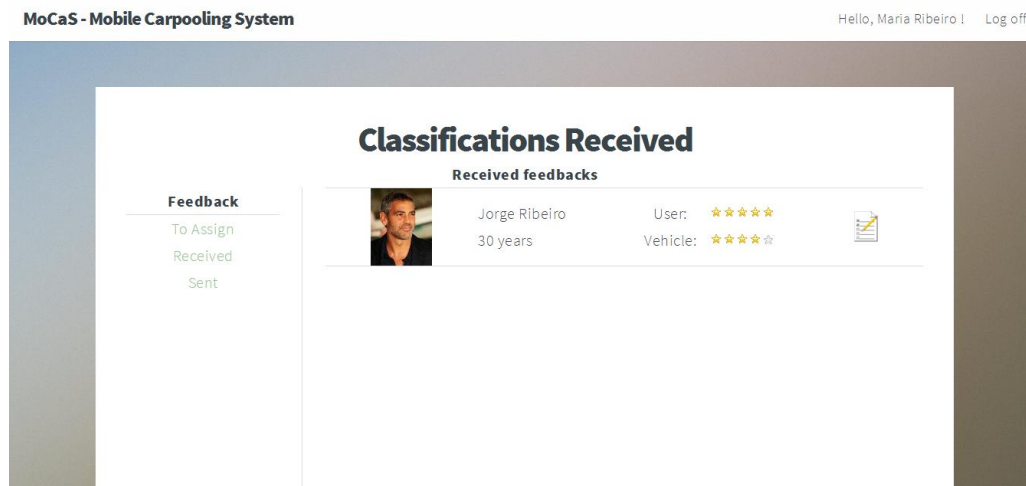 MoCaS - Mobile Carpooling System
Hello, Maria Ribeiro ! Log off
Classifications Received
Received feedbacks
Feedback
To Assign
Received
Sent
Jorge Ribeiro User:
30 years Vehicle: